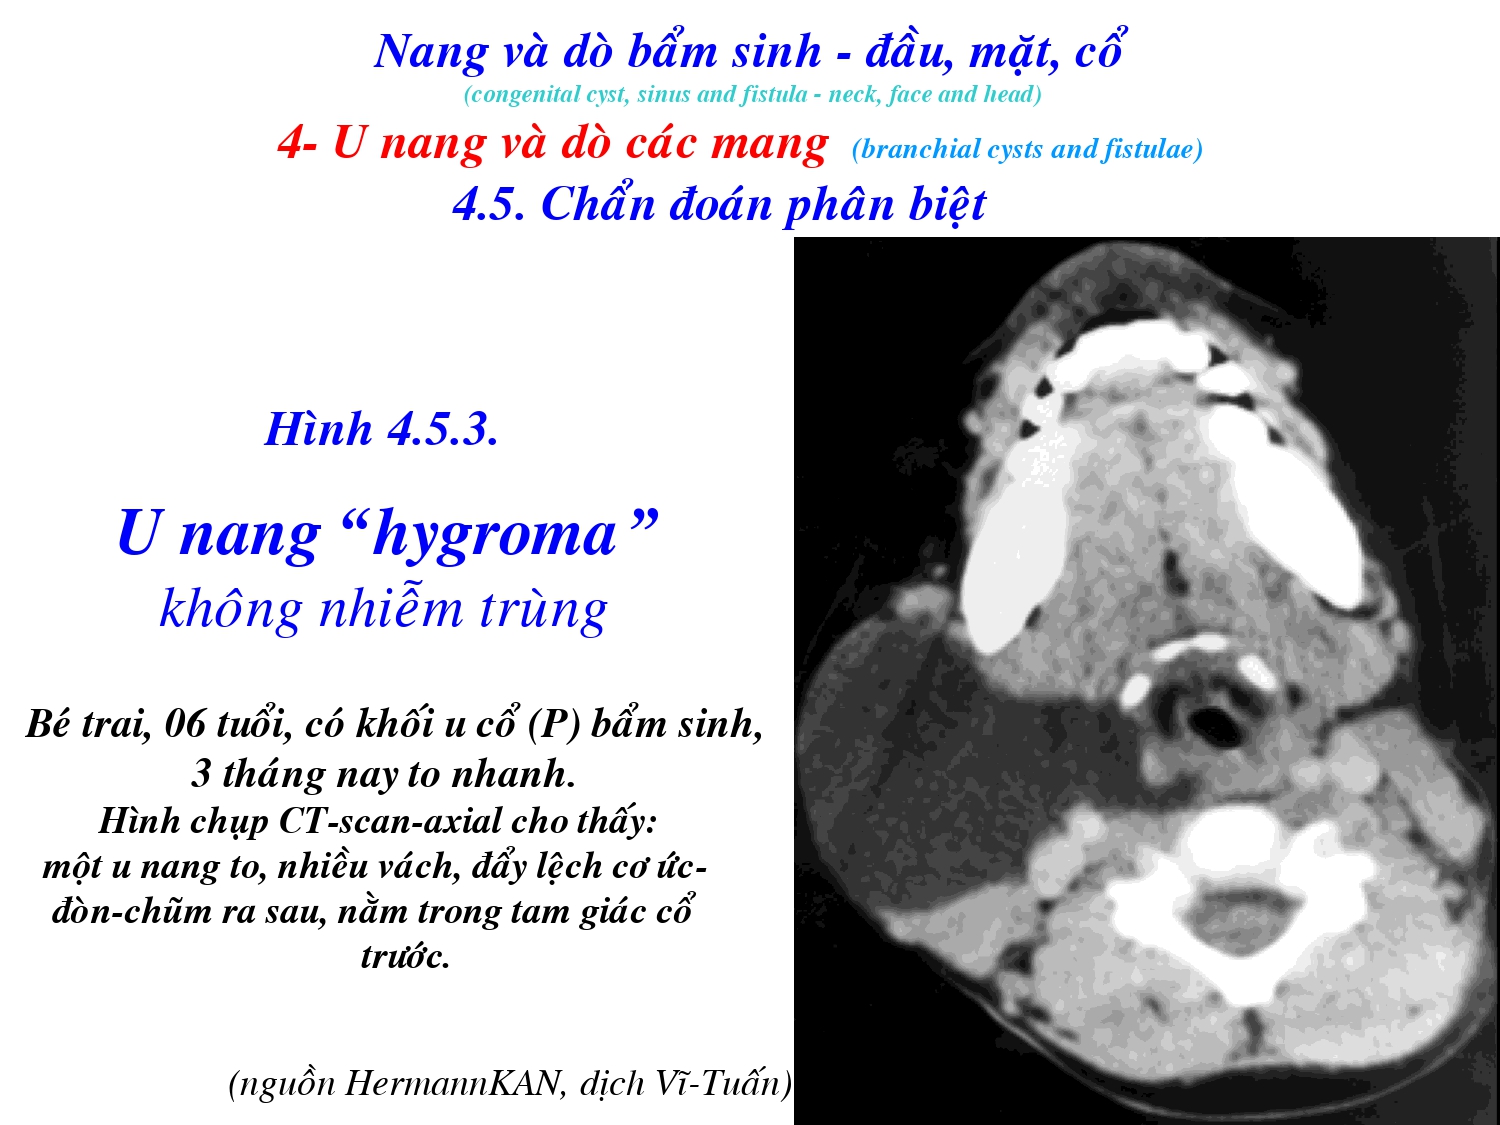 Nang và dò bẩm sinh - đầu, mặt, cổ
(congenital cyst, sinus and fistula - neck, face and head)
4- U nang và dò các mang (branchial cysts and fistulae)
4.5. Chẩn đoán phân biệt
Hình 4.5.3.
U nang “hygroma”
không nhiễm trùng
Bé trai, 06 tuổi, có khối u cổ (P) bẩm sinh,
3 tháng nay to nhanh.
Hình chụp CT-scan-axial cho thấy:
một u nang to, nhiều vách, đẩy lệch cơ ức-
đòn-chũm ra sau, nằm trong tam giác cổ
trước.
(nguồn HermannKAN, dịch Vĩ-Tuấn)